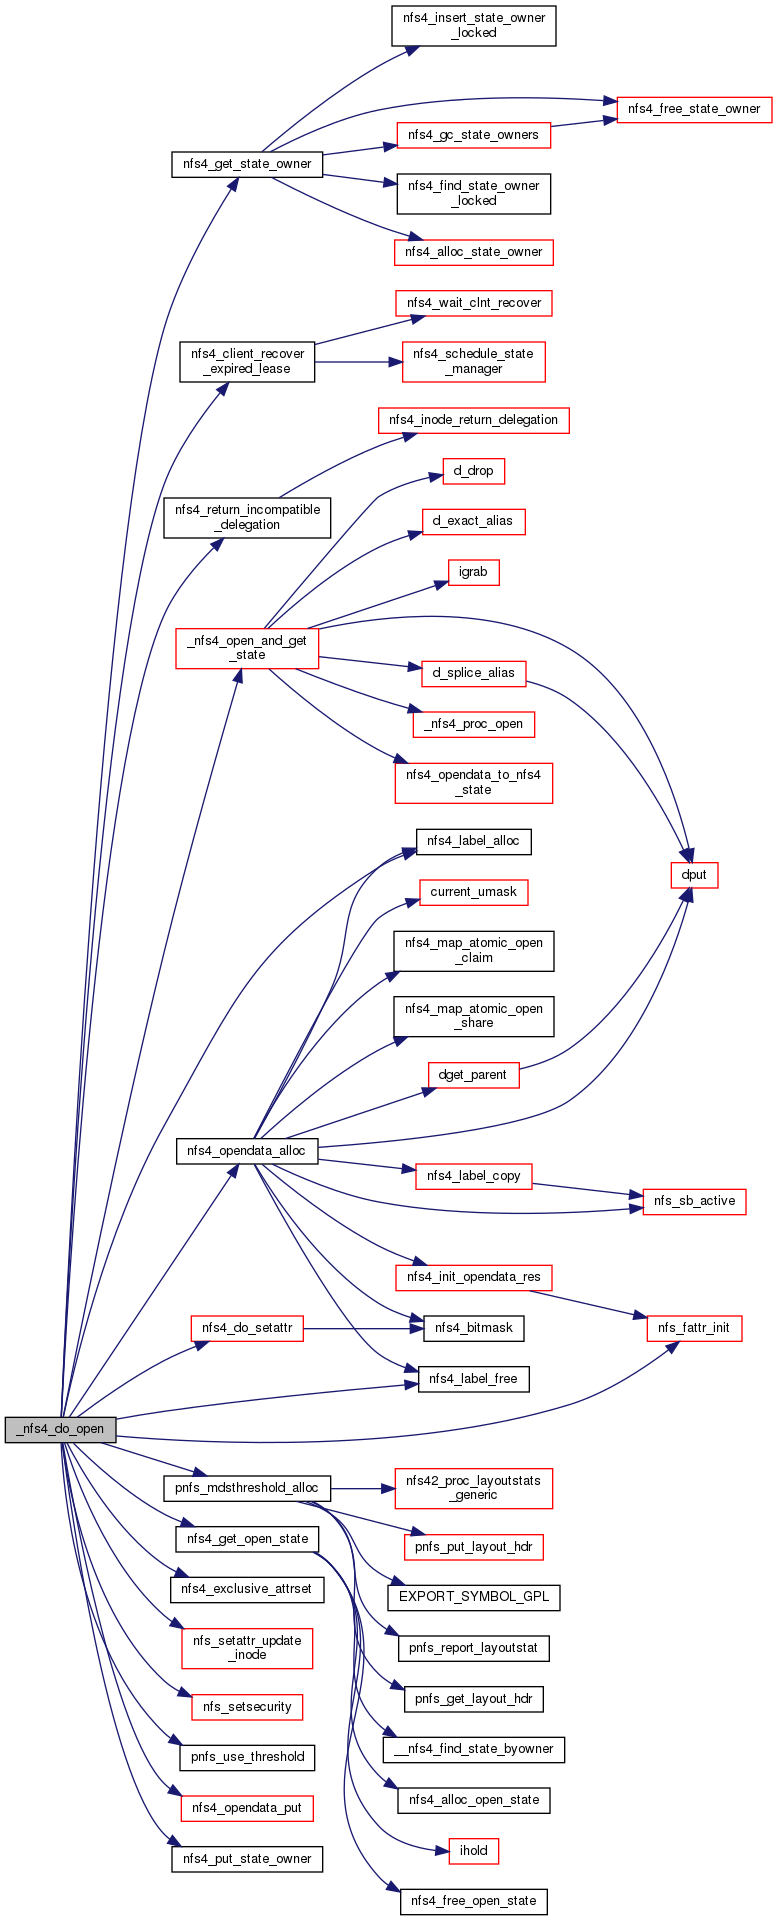 nfs4_insert_state_owner
_locked
nfs4_free_state_owner
nfs4_gc_state_owners
nfs4_get_state_owner
nfs4_find_state_owner
_locked
nfs4_alloc_state_owner
nfs4_wait_clnt_recover
nfs4_client_recover
_expired_lease
nfs4_schedule_state
_manager
nfs4_inode_return_delegation
d_drop
nfs4_return_incompatible
_delegation
d_exact_alias
igrab
_nfs4_open_and_get
_state
d_splice_alias
_nfs4_proc_open
nfs4_opendata_to_nfs4
_state
nfs4_label_alloc
dput
current_umask
nfs4_map_atomic_open
_claim
nfs4_map_atomic_open
_share
dget_parent
nfs4_opendata_alloc
nfs4_label_copy
nfs_sb_active
nfs4_init_opendata_res
nfs4_do_setattr
nfs4_bitmask
nfs_fattr_init
nfs4_label_free
_nfs4_do_open
pnfs_mdsthreshold_alloc
nfs42_proc_layoutstats
_generic
nfs4_get_open_state
pnfs_put_layout_hdr
nfs4_exclusive_attrset
EXPORT_SYMBOL_GPL
nfs_setattr_update
_inode
pnfs_report_layoutstat
nfs_setsecurity
pnfs_get_layout_hdr
pnfs_use_threshold
__nfs4_find_state_byowner
nfs4_opendata_put
nfs4_alloc_open_state
nfs4_put_state_owner
ihold
nfs4_free_open_state